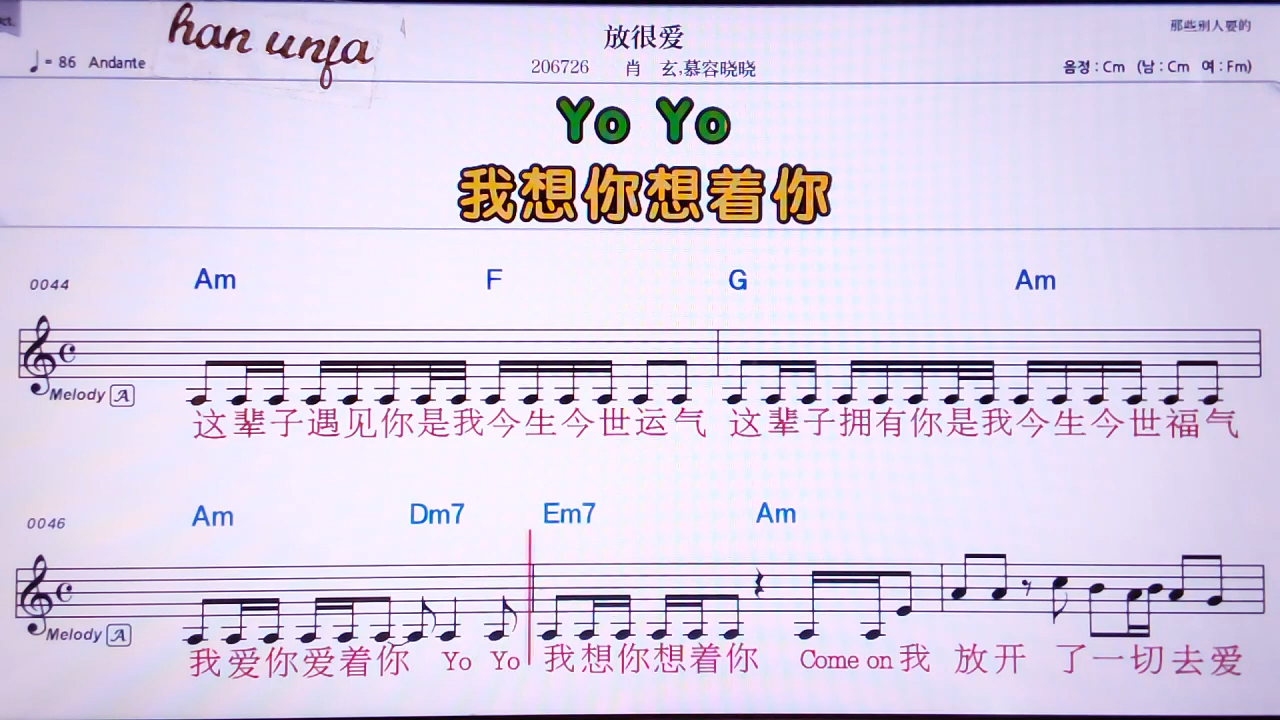 han unfa
放很爱
那些别人要的
♩= 86 Andante
206726 肖 玄,慕容晓晓
음정 : Cm (남 : Cm 여 : Fm)
Yo Yo
我想你想着你
0044 Am F G Am
Melody A
这辈子遇见你是我今生今世运气 这辈子拥有你是我今生今世福气
0046 Am Dm7 Em7 Am
Melody A
我爱你爱着你 Yo Yo 我想你想着你 Come on 我 放开 了一切去爱